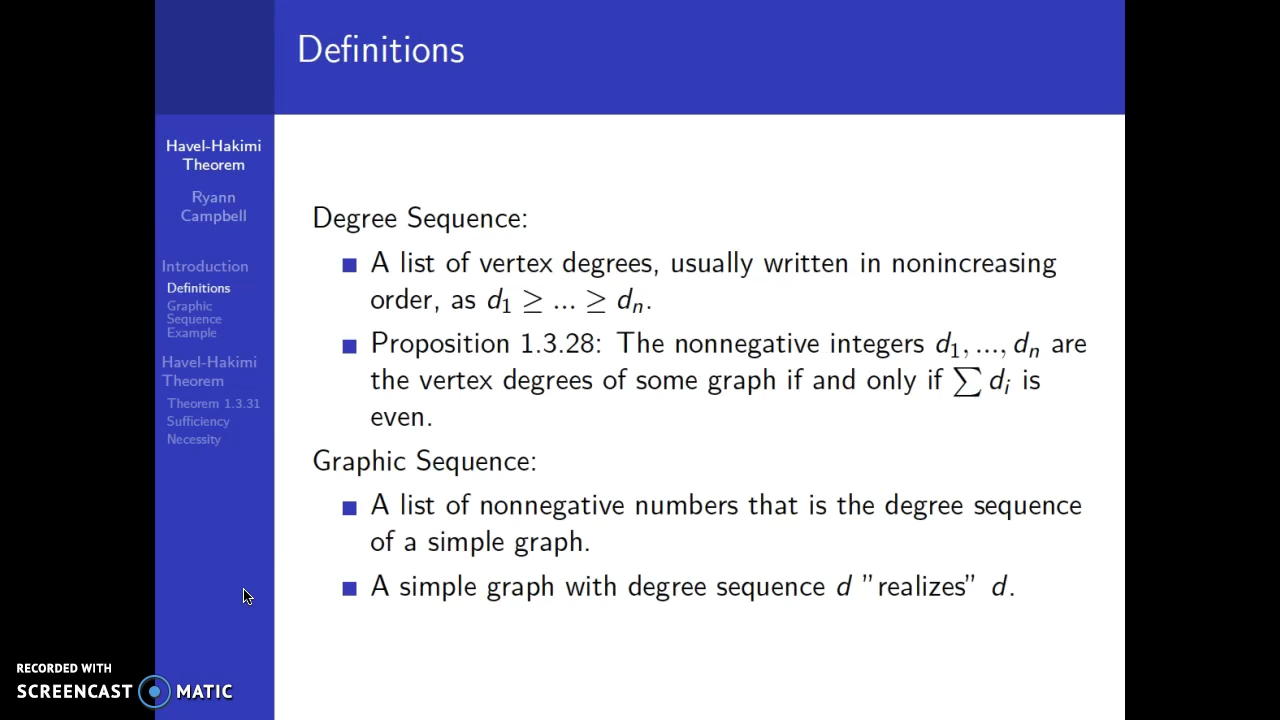 Definitions
Havel-Hakimi
Theorem
Ryann
Campbell
Introduction
Definitions
Graphic
Sequence
Example
Havel-Hakimi
Theorem
Theorem 1.3.31
Sufficiency
Necessity
Degree Sequence:
A list of vertex degrees, usually written in nonincreasing
order, as d₁ ≥ ... ≥ dₙ.
Proposition 1.3.28: The nonnegative integers d₁, ..., dₙ are
the vertex degrees of some graph if and only if ∑ dᵢ is
even.
Graphic Sequence:
A list of nonnegative numbers that is the degree sequence
of a simple graph.
A simple graph with degree sequence d ”realizes” d.
RECORDED WITH
SCREENCAST MATIC